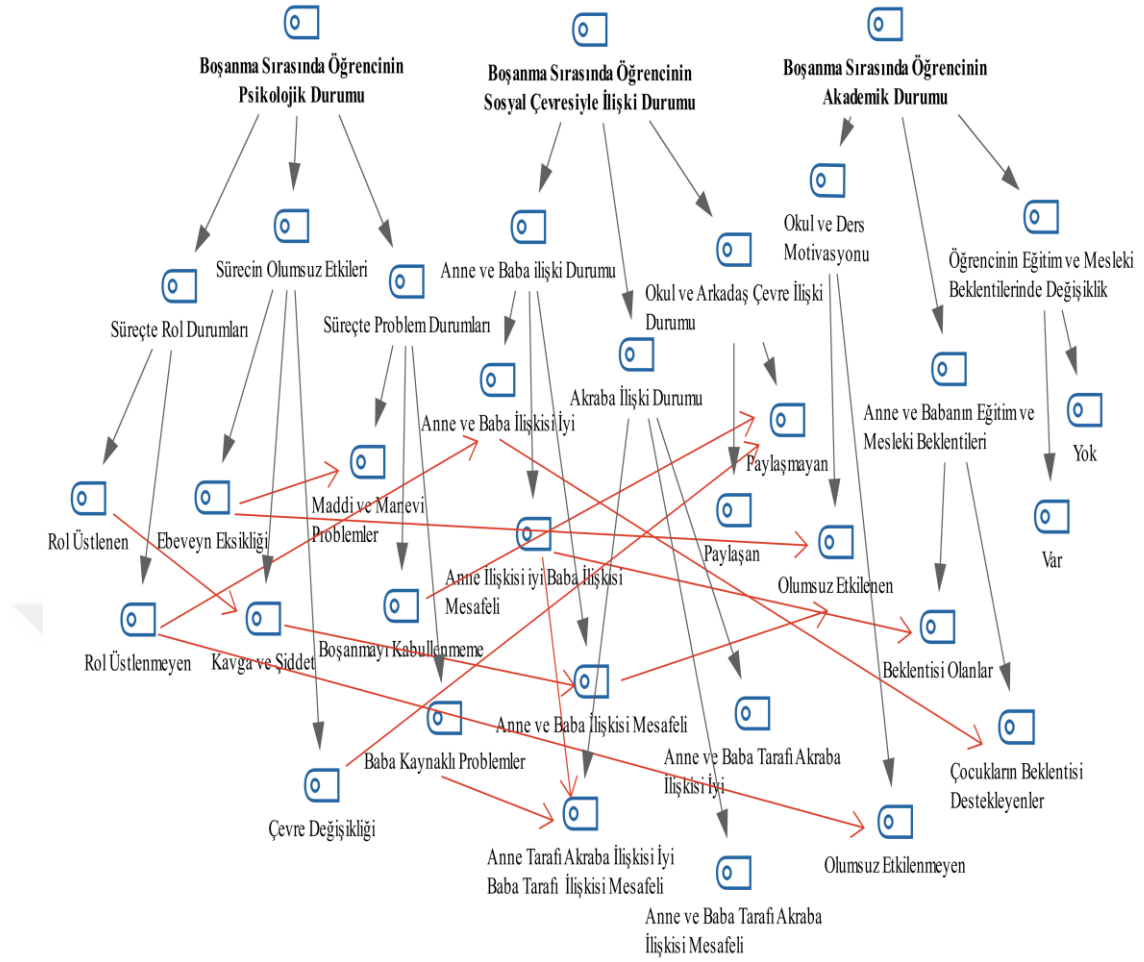 Boşanma Sırasında Öğrencinin
Psikolojik Durumu
Boşanma Sırasında Öğrencinin
Sosyal Çevresiyle İlişki Durumu
Boşanma Sırasında Öğrencinin
Akademik Durumu
Sürecin Olumsuz Etkileri
Anne ve Baba ilişki Durumu
Okul ve Ders
Motivasyonu
Öğrencinin Eğitim ve Mesleki
Beklentilerinde Değişiklik
Süreçte Rol Durumları
Süreçte Problem Durumları
Okul ve Arkadaş Çevre İlişki
Durumu
Anne ve Baba İlişkisi İyi
Akraba İlişki Durumu
Anne ve Babanın Eğitim ve
Mesleki Beklentileri
Yok
Paylaşmayan
Rol Üstlenen
Ebeveyn Eksikliği
Maddi ve Manevi
Problemler
Paylaşan
Var
Anne İlişkisi iyi Baba İlişkisi
Mesafeli
Olumsuz Etkilenen
Rol Üstlenmeyen
Kavga ve Şiddet
Boşanmayı Kabullenmeme
Beklentisi Olanlar
Anne ve Baba İlişkisi Mesafeli
Baba Kaynaklı Problemler
Anne ve Baba Tarafı Akraba
İlişkisi İyi
Çocukların Beklentisi
Destekleyenler
Çevre Değişikliği
Anne Tarafı Akraba İlişkisi İyi
Baba Tarafı İlişkisi Mesafeli
Olumsuz Etkilenmeyen
Anne ve Baba Tarafı Akraba
İlişkisi Mesafeli